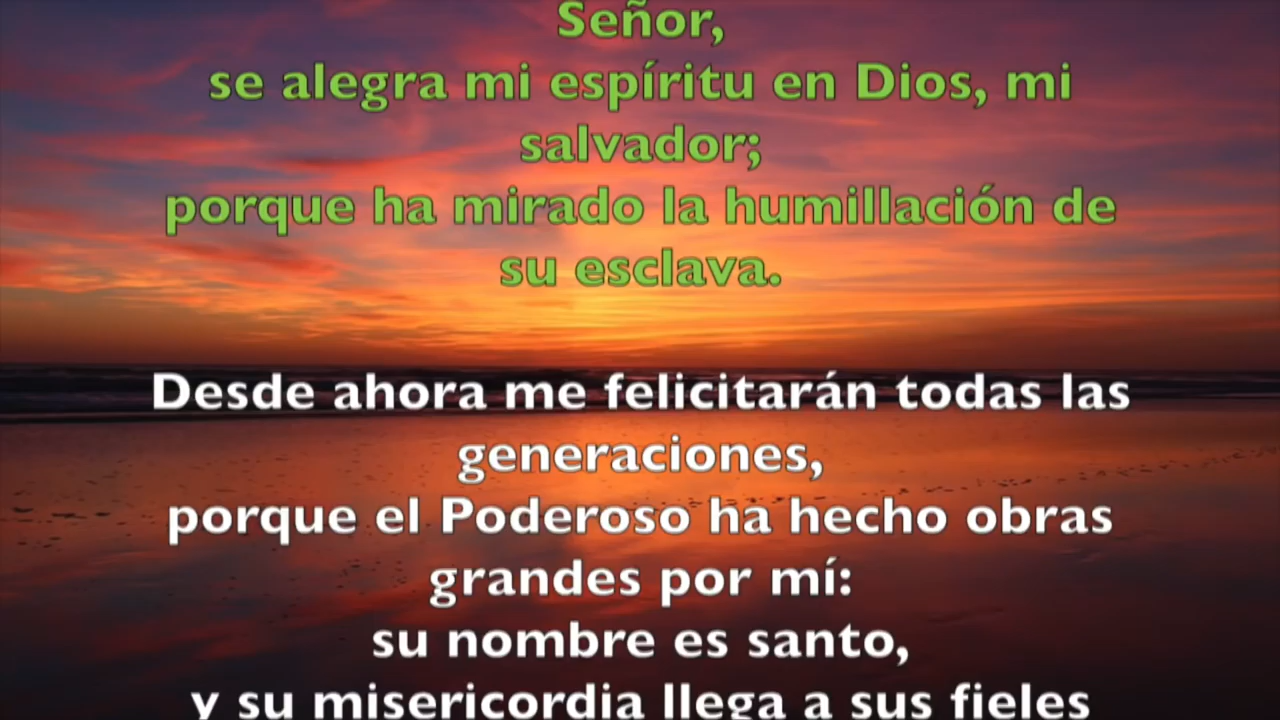 Señor,
se alegra mi espíritu en Dios, mi
salvador;
porque ha mirado la humillación de
su esclava.
Desde ahora me felicitarán todas las
generaciones,
porque el Poderoso ha hecho obras
grandes por mí:
su nombre es santo,
y su misericordia llega a sus fieles